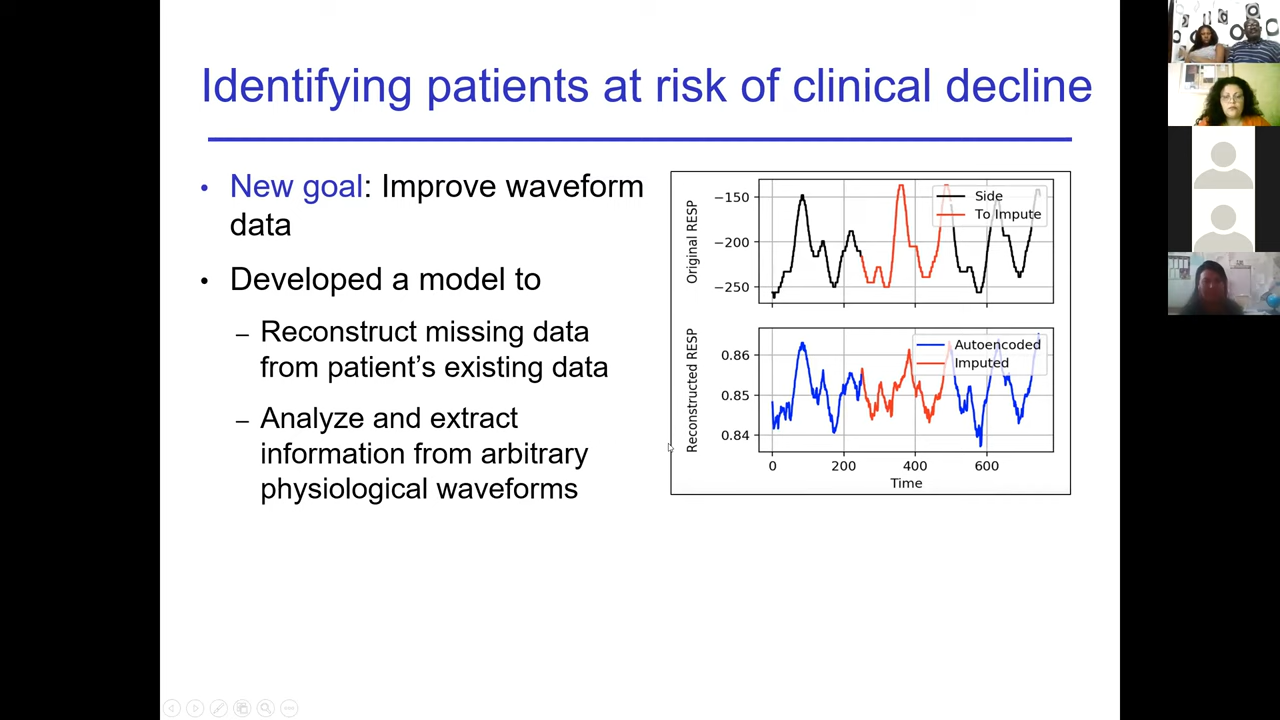 Identifying patients at risk of clinical decline
• New goal: Improve waveform
data
• Developed a model to
– Reconstruct missing data
from patient’s existing data
– Analyze and extract
information from arbitrary
physiological waveforms
Original RESP
−150
−200
−250
Side
To Impute
Reconstructed RESP
0.86
0.85
0.84
Autoencoded
Imputed
0 200 400 600
Time